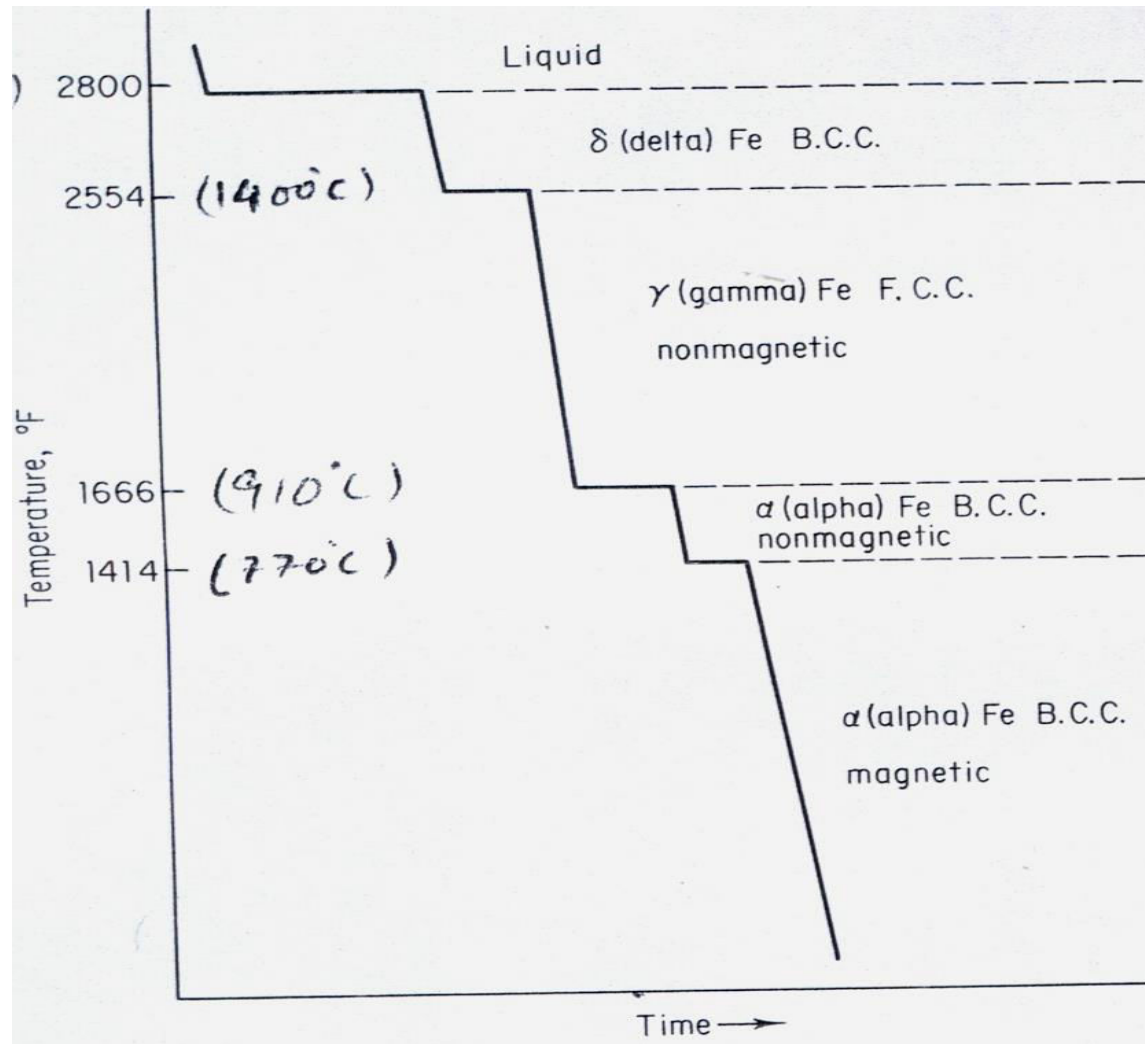 Liquid
) 2800
δ (delta) Fe B.C.C.
2554 (1400°C)
γ (gamma) Fe F.C.C.
nonmagnetic
Temperature, °F
1666 (910°C)
α (alpha) Fe B.C.C.
nonmagnetic
1414 (770°C)
α (alpha) Fe B.C.C.
magnetic
Time